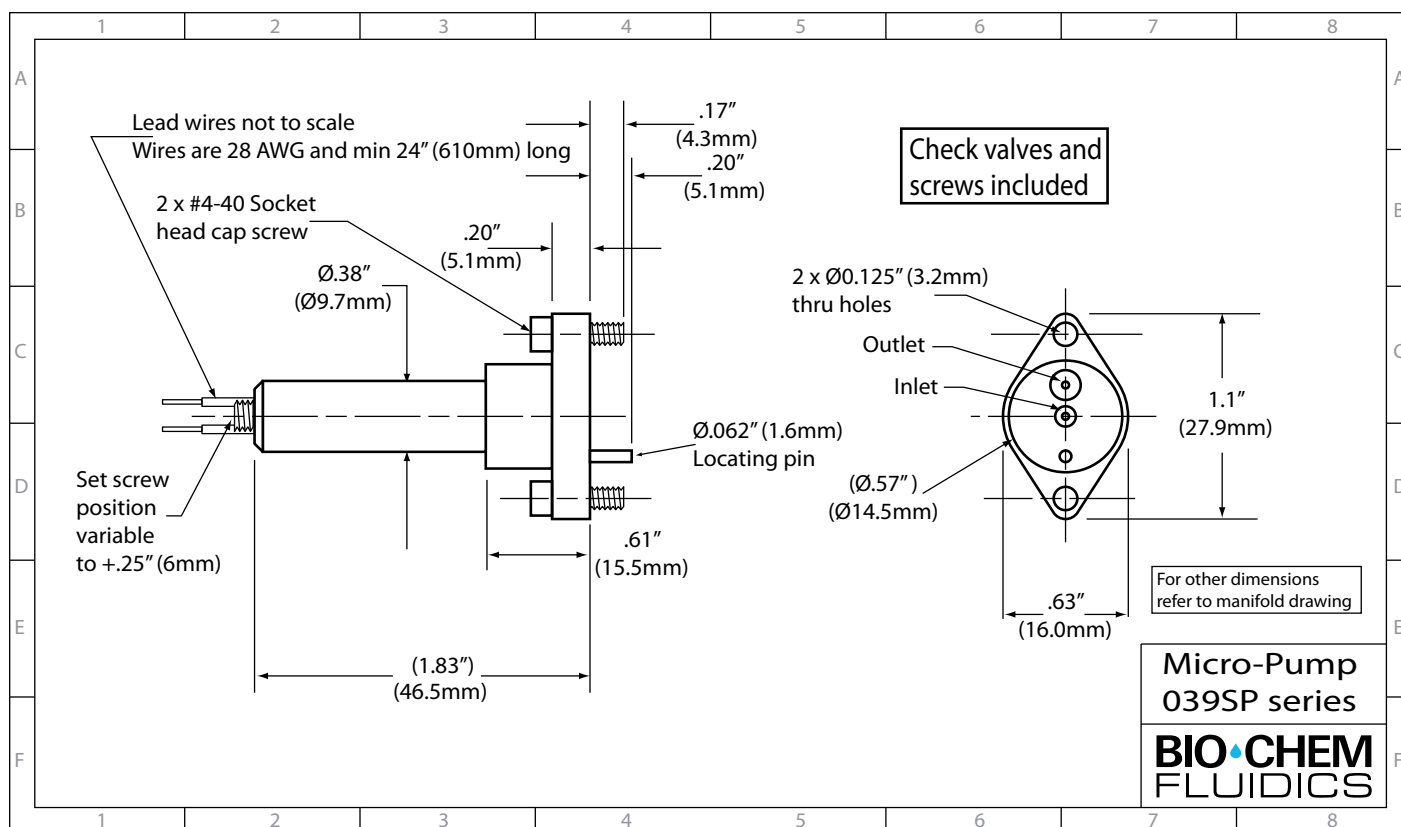 1 2 3 4 5 6 7 8
A A
Lead wires not to scale
Wires are 28 AWG and min 24” (610mm) long
.17”
(4.3mm)
.20”
(5.1mm)
Check valves and
screws included
B B
2 x #4-40 Socket
head cap screw
.20”
(5.1mm)
Ø.38”
(Ø9.7mm)
2 x Ø0.125” (3.2mm)
thru holes
C C
Outlet
Inlet
1.1”
(27.9mm)
Ø.062” (1.6mm)
Locating pin
D D
Set screw
position
variable
to +.25” (6mm)
(Ø.57” )
(Ø14.5mm)
.61”
(15.5mm)
For other dimensions
refer to manifold drawing
.63”
(16.0mm)
E E
(1.83”)
(46.5mm)
Micro-Pump
039SP series
F F
BIO CHEM
FLUIDICS
1 2 3 4 5 6 7 8